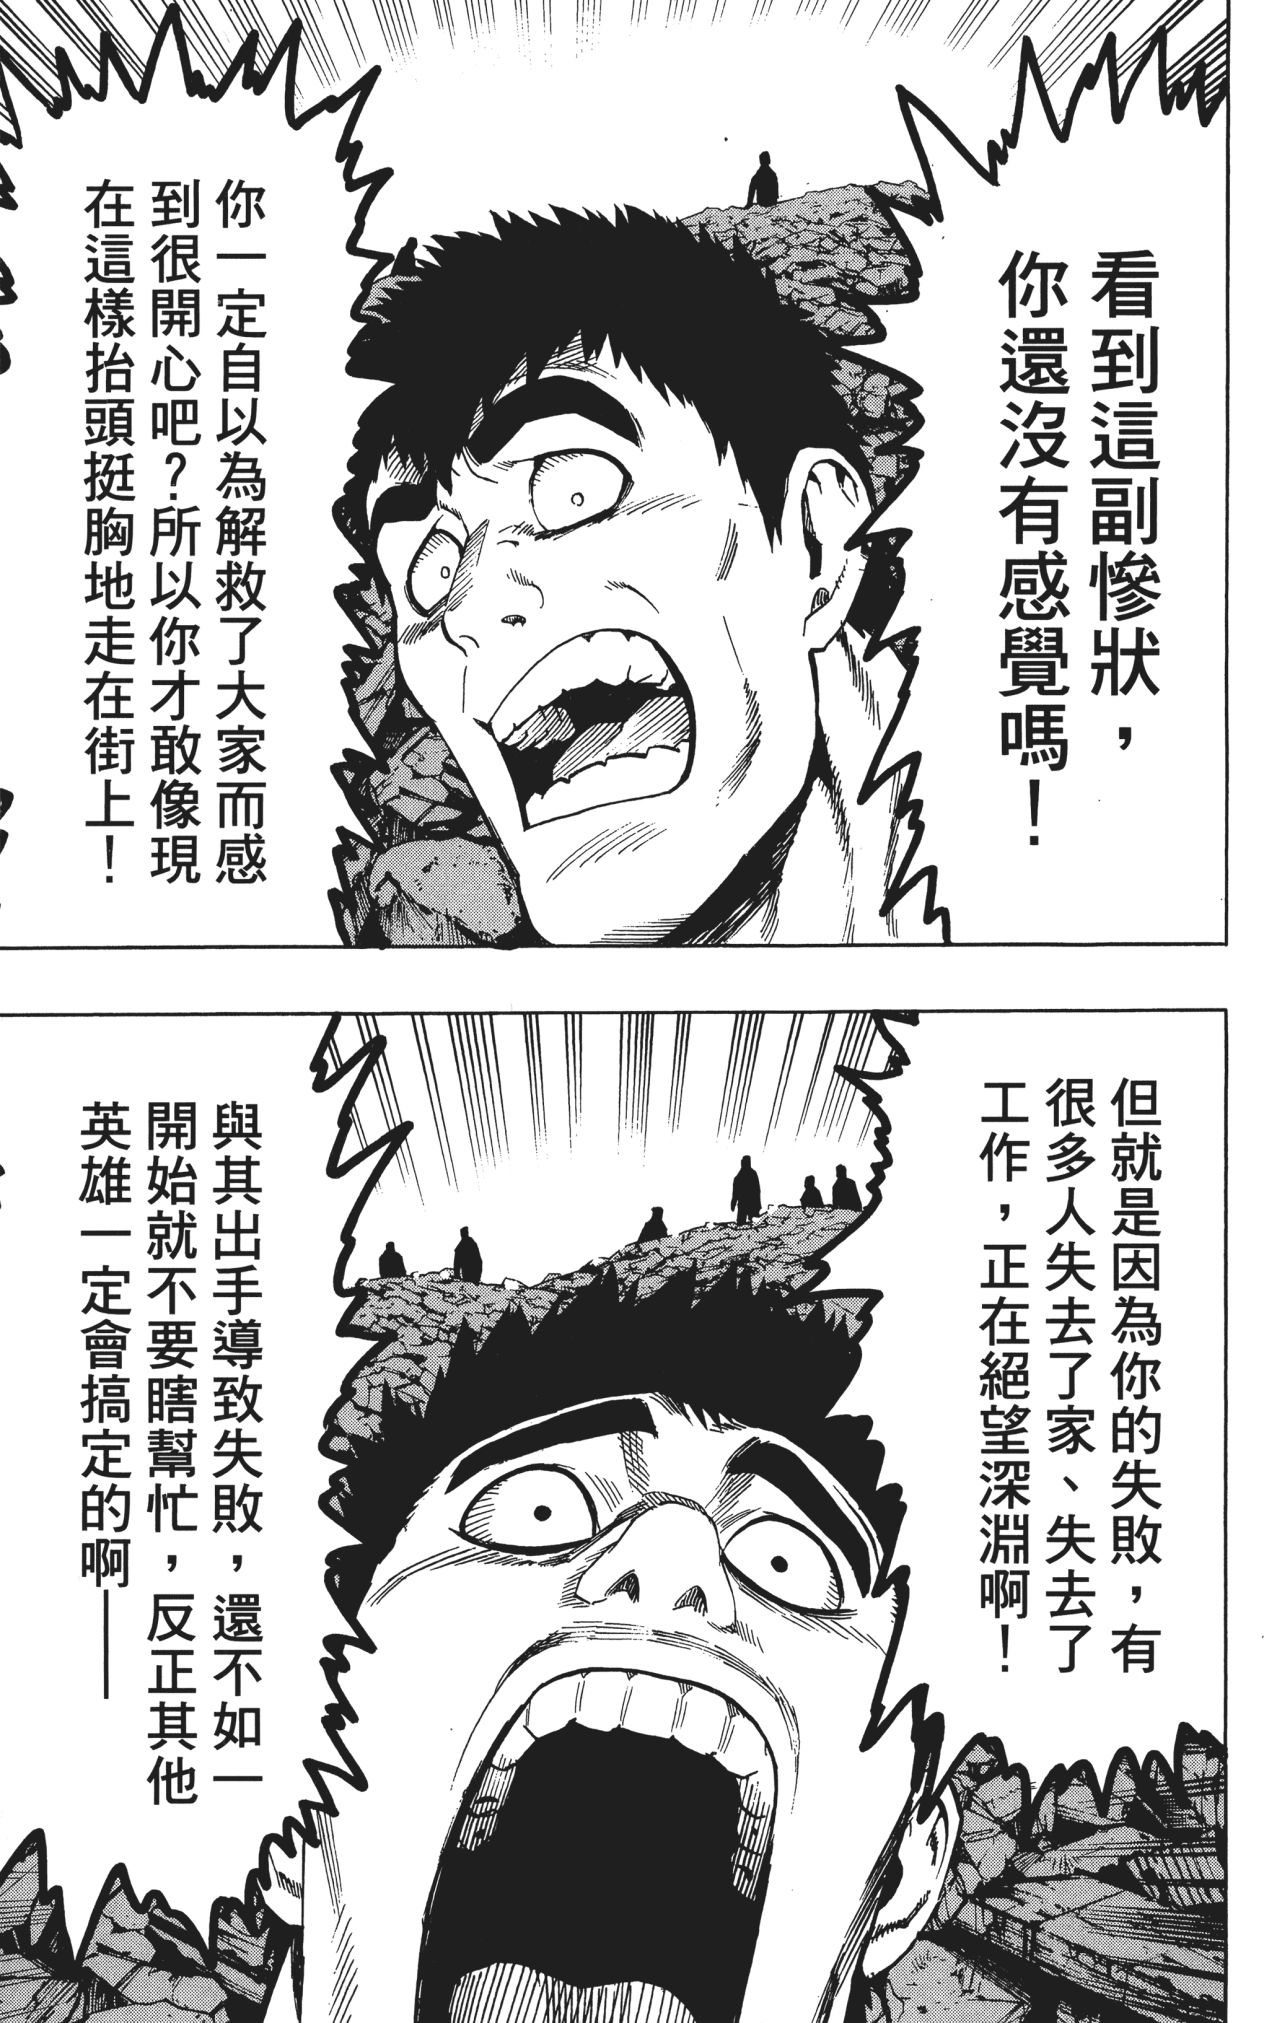 看到這副慘狀，
你還沒有感覺嗎！
你一定自以為解救了大家而感
到很開心吧？所以你才敢像現
在這樣抬頭挺胸地走在街上！
但就是因為你的失敗，有
很多人失去了家、失去了
工作，正在絕望深淵啊！
與其出手導致失敗，還不如一
開始就不要瞎幫忙，反正其他
英雄一定會搞定的啊——